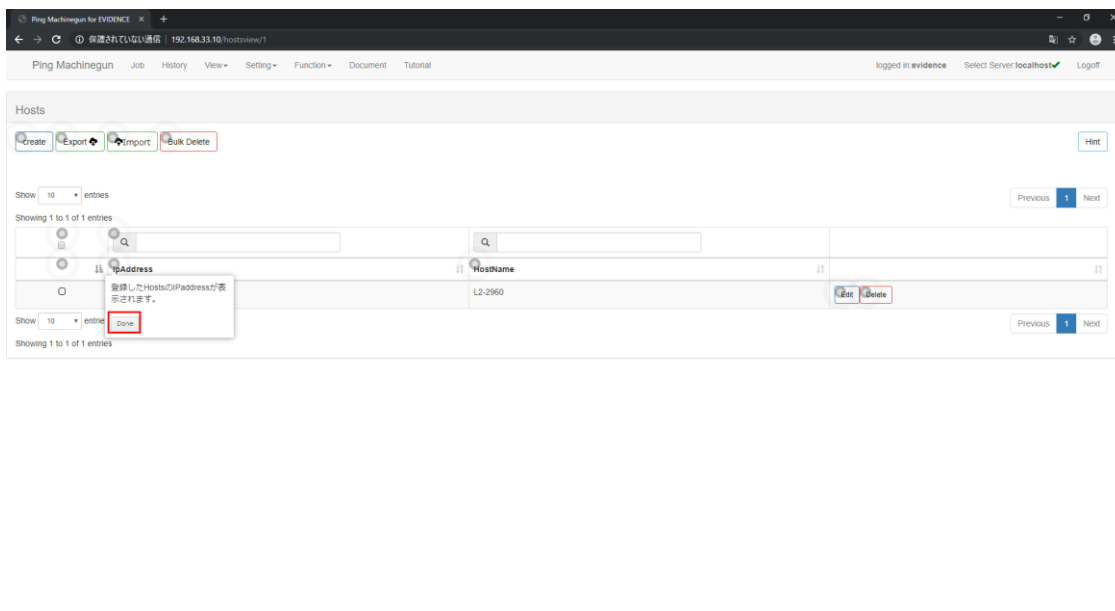 Ping Machinegun for EVIDENCE × +
保護されていない通信 | 192.168.33.10/hostsview/1
Ping Machinegun Job History View Setting Function Document Tutorial logged in:evidence Select Server:localhost✔ Logoff
Hosts
Create Export Import Bulk Delete Hint
Show 10 entries Previous 1 Next
Showing 1 to 1 of 1 entries
IpAddress HostName
L2-2960 Edit Delete
登録したHostsのIPaddressが表
示されます。
Done
Show 10 entrie Previous 1 Next
Showing 1 to 1 of 1 entries